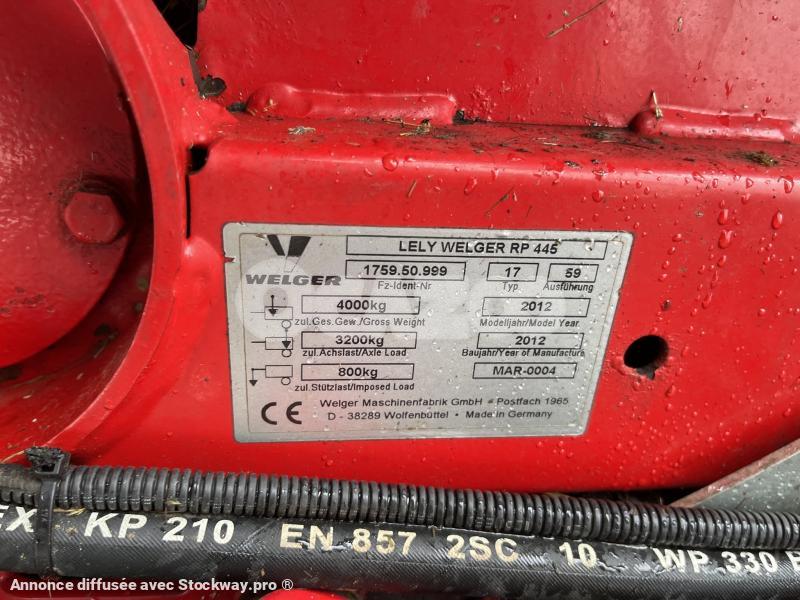 LELY WELGER RP 445
WELGER
1759.50.999 17 59
Fz-Ident-Nr Typ Ausführung
4000kg 2012
zul.Ges.Gew./Gross Weight Modelljahr/Model Year
3200kg 2012
zul.Achslast/Axle Load Baujahr/Year of Manufacture
800kg MAR-0004
zul.Stützlast/Imposed Load
CE Welger Maschinenfabrik GmbH • Postfach 1965
D - 38289 Wolfenbüttel • Made in Germany
EX KP 210 EN 857 2SC 10 WP 330
Annonce diffusée avec Stockway.pro ®